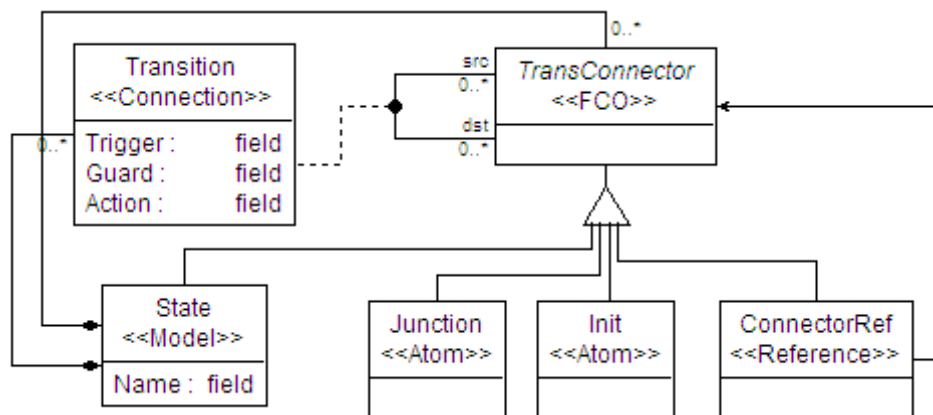 0..*
Transition
<<Connection>>
0..*
Trigger : field
Guard : field
Action : field
src
0..*
dst
0..*
TransConnector
<<FCO>>
State
<<Model>>
Name : field
Junction
<<Atom>>
Init
<<Atom>>
ConnectorRef
<<Reference>>